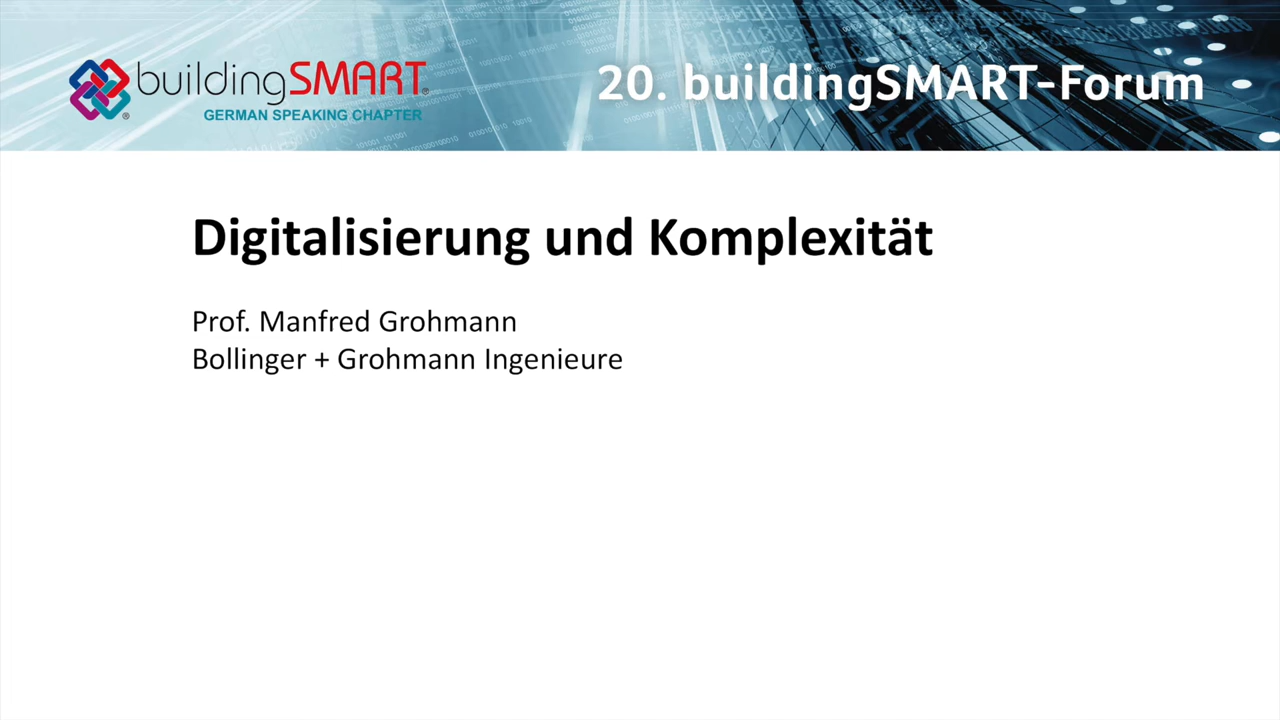 buildingSMART®
GERMAN SPEAKING CHAPTER
®
20. buildingSMART-Forum
Digitalisierung und Komplexität
Prof. Manfred Grohmann
Bollinger + Grohmann Ingenieure